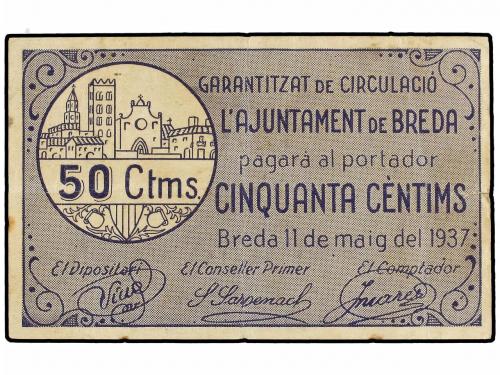 GARANTITZAT DE CIRCULACIÓ
L'AJUNTAMENT DE BREDA
pagarà al portador
CINQUANTA CÈNTIMS
Breda 11 de maig del 1937
50 Ctms.
El Dipositari El Conseller Primer El Comptador